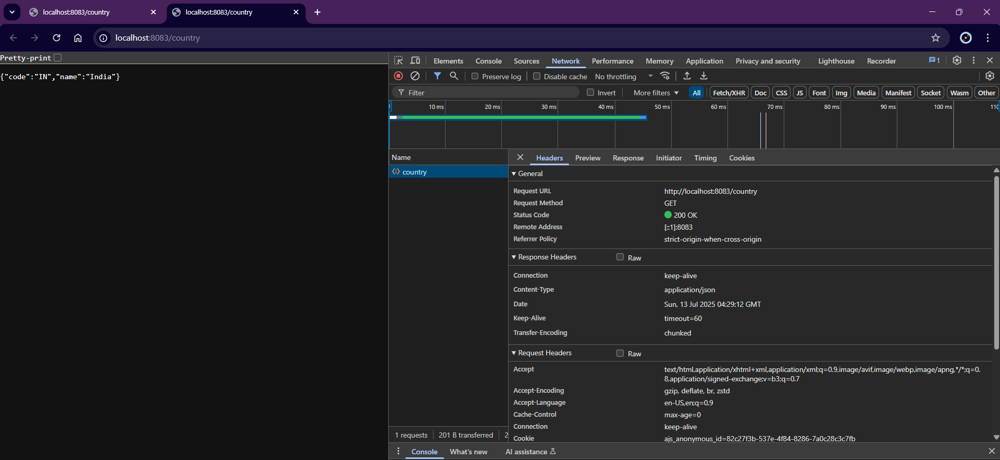 localhost:8083/country
localhost:8083/country
localhost:8083/country
Pretty-print
{"code":"IN","name":"India"}
Elements Console Sources Network Performance Memory Application Privacy and security Lighthouse Recorder 1
Preserve log Disable cache No throttling
Filter Invert More filters All Fetch/XHR Doc CSS JS Font Img Media Manifest Socket Wasm Other
10 ms 20 ms 30 ms 40 ms 50 ms 60 ms 70 ms 80 ms 90 ms 100 ms 110
Name
country
Headers Preview Response Initiator Timing Cookies
General
Request URL http://localhost:8083/country
Request Method GET
Status Code 200 OK
Remote Address [::1]:8083
Referrer Policy strict-origin-when-cross-origin
Response Headers Raw
Connection keep-alive
Content-Type application/json
Date Sun, 13 Jul 2025 04:29:12 GMT
Keep-Alive timeout=60
Transfer-Encoding chunked
Request Headers Raw
Accept text/html,application/xhtml+xml,application/xml;q=0.9,image/avif,image/webp,image/apng,*/*;q=0.
8,application/signed-exchange;v=b3;q=0.7
Accept-Encoding gzip, deflate, br, zstd
Accept-Language en-US,en;q=0.9
Cache-Control max-age=0
Connection keep-alive
Cookie ajs_anonymous_id=82c27f3b-537e-4f84-8286-7a0c28c3c7fb
1 requests 201 B transferred 2
Console What's new AI assistance